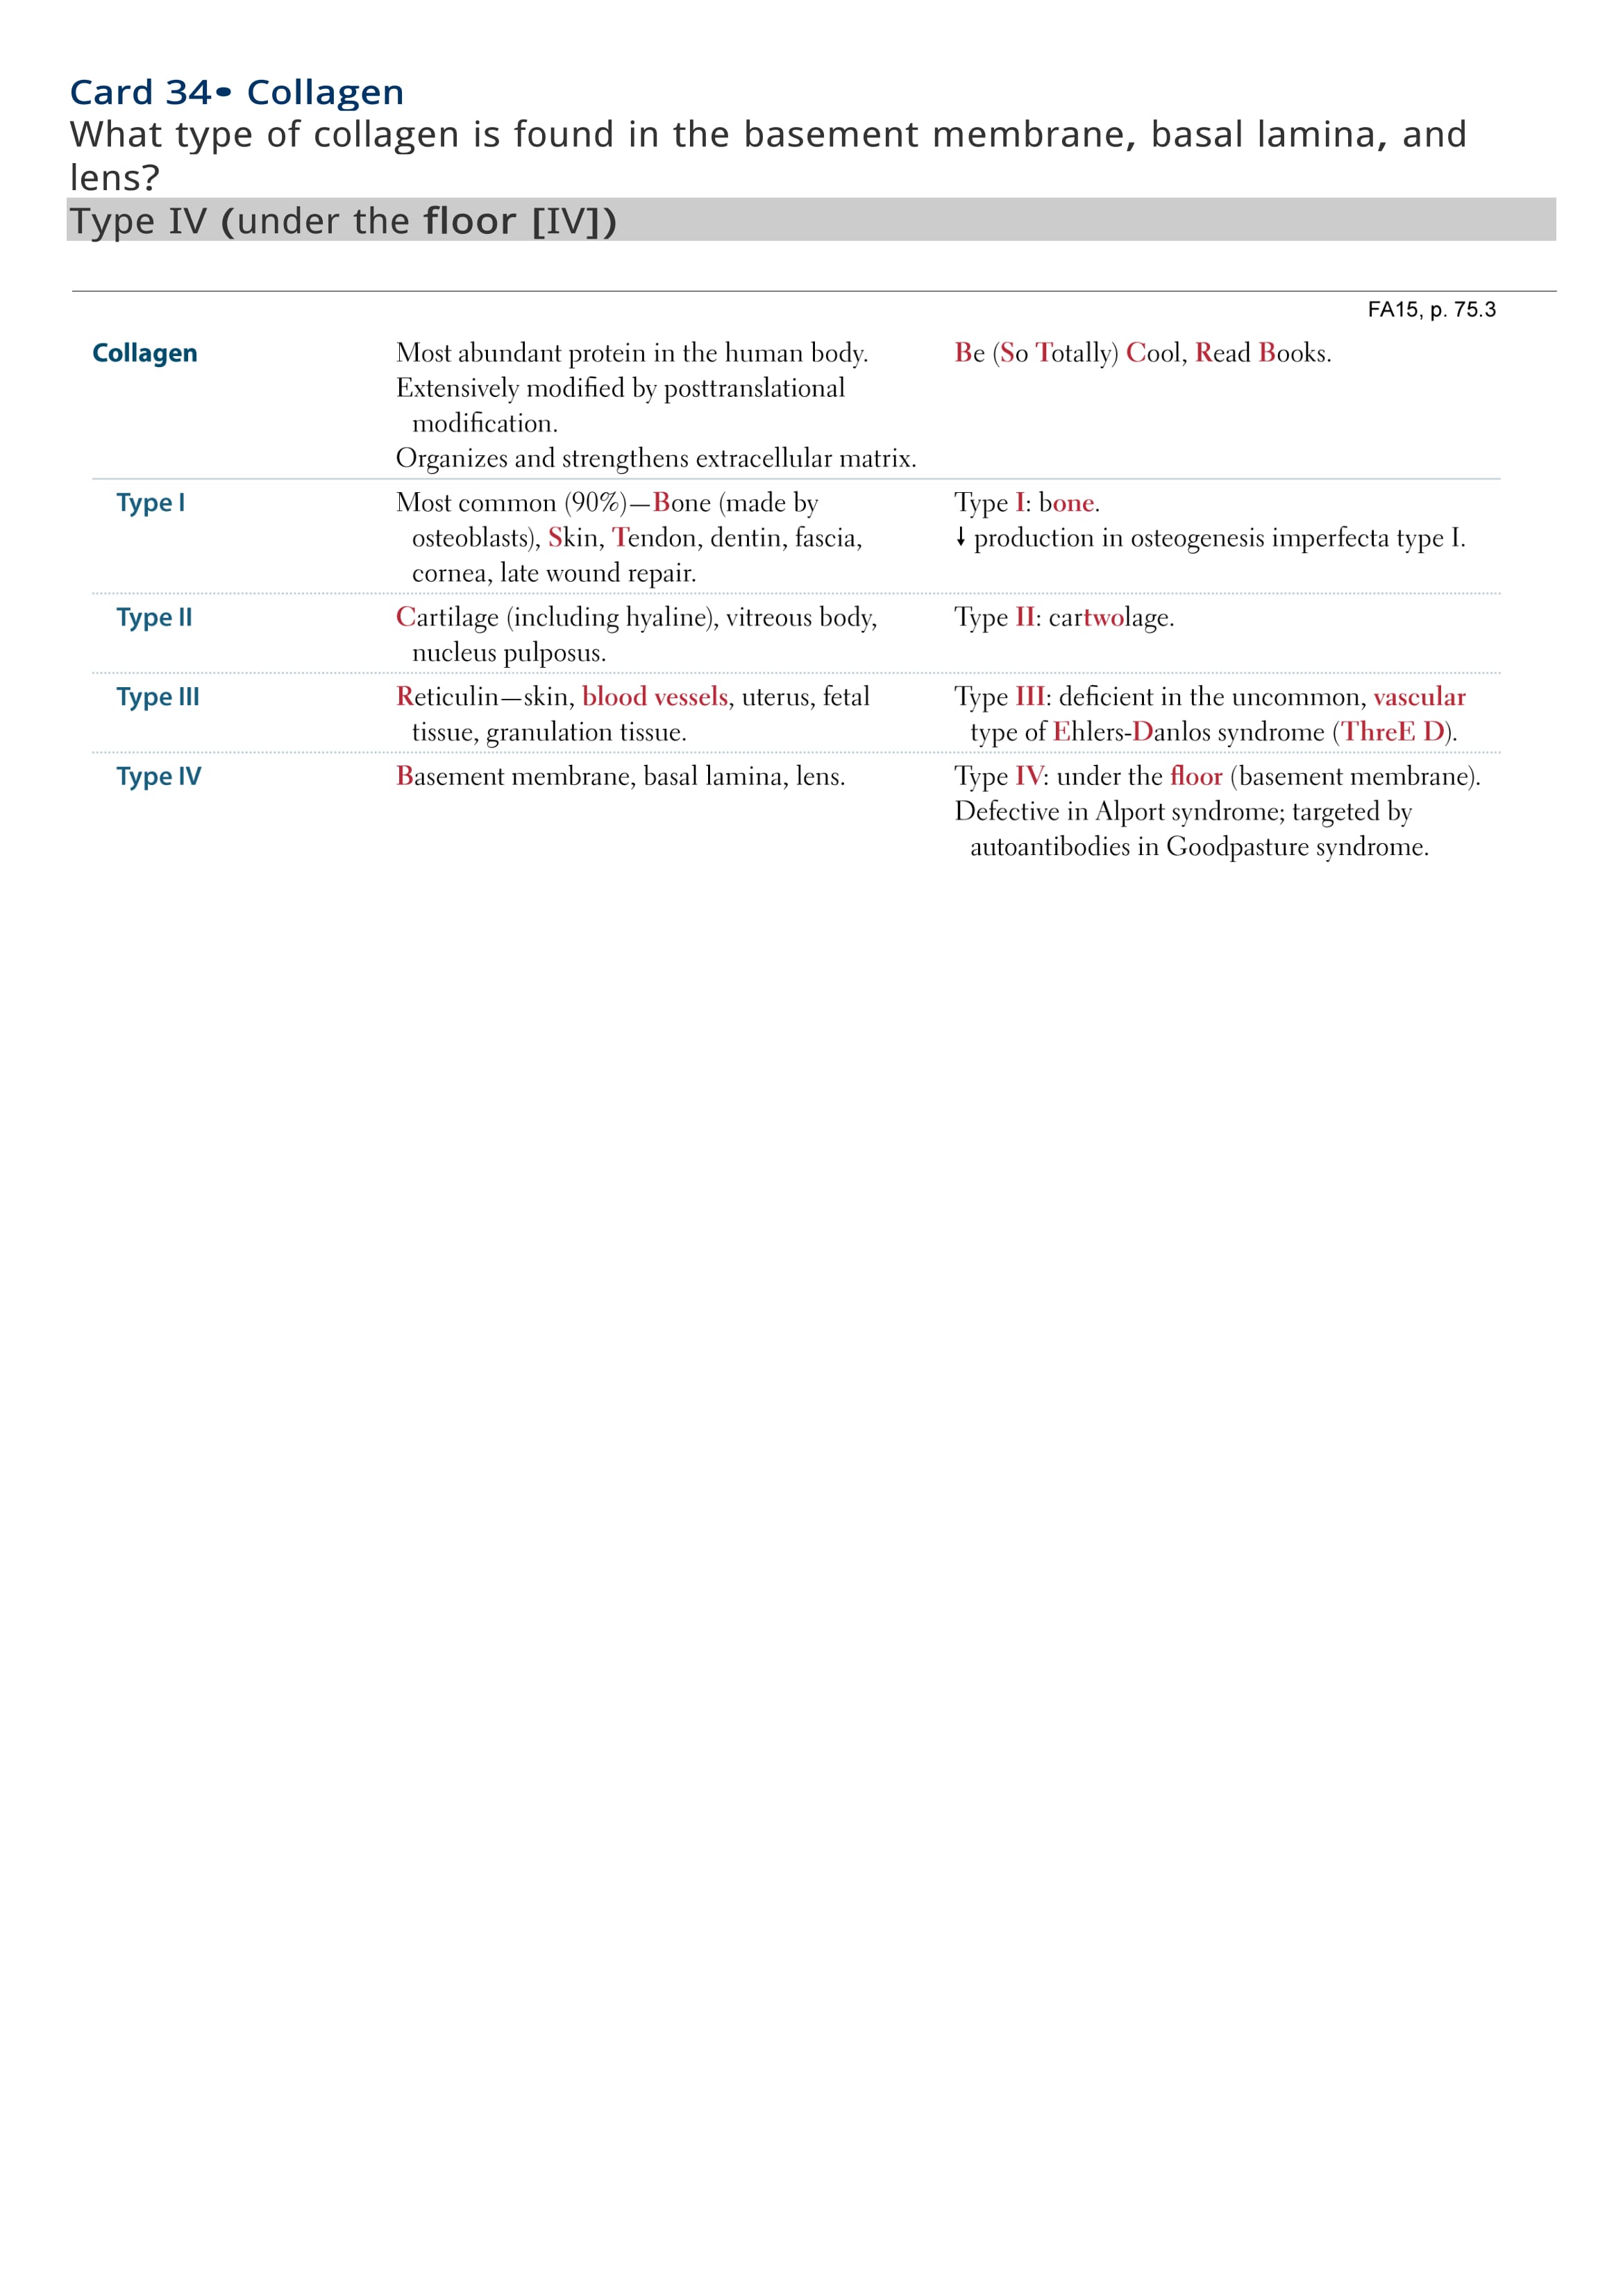 Card 34• Collagen
What type of collagen is found in the basement membrane, basal lamina, and
lens?
Type IV (under the floor [IV])
FA15, p. 75.3
Collagen
Most abundant protein in the human body.
Extensively modified by posttranslational
modification.
Organizes and strengthens extracellular matrix.
Be (So Totally) Cool, Read Books.
Type I
Most common (90%)—Bone (made by
osteoblasts), Skin, Tendon, dentin, fascia,
cornea, late wound repair.
Type I: bone.
↓ production in osteogenesis imperfecta type I.
Type II
Cartilage (including hyaline), vitreous body,
nucleus pulposus.
Type II: cartwolage.
Type III
Reticulin—skin, blood vessels, uterus, fetal
tissue, granulation tissue.
Type III: deficient in the uncommon, vascular
type of Ehlers-Danlos syndrome (ThreE D).
Type IV
Basement membrane, basal lamina, lens.
Type IV: under the floor (basement membrane).
Defective in Alport syndrome; targeted by
autoantibodies in Goodpasture syndrome.